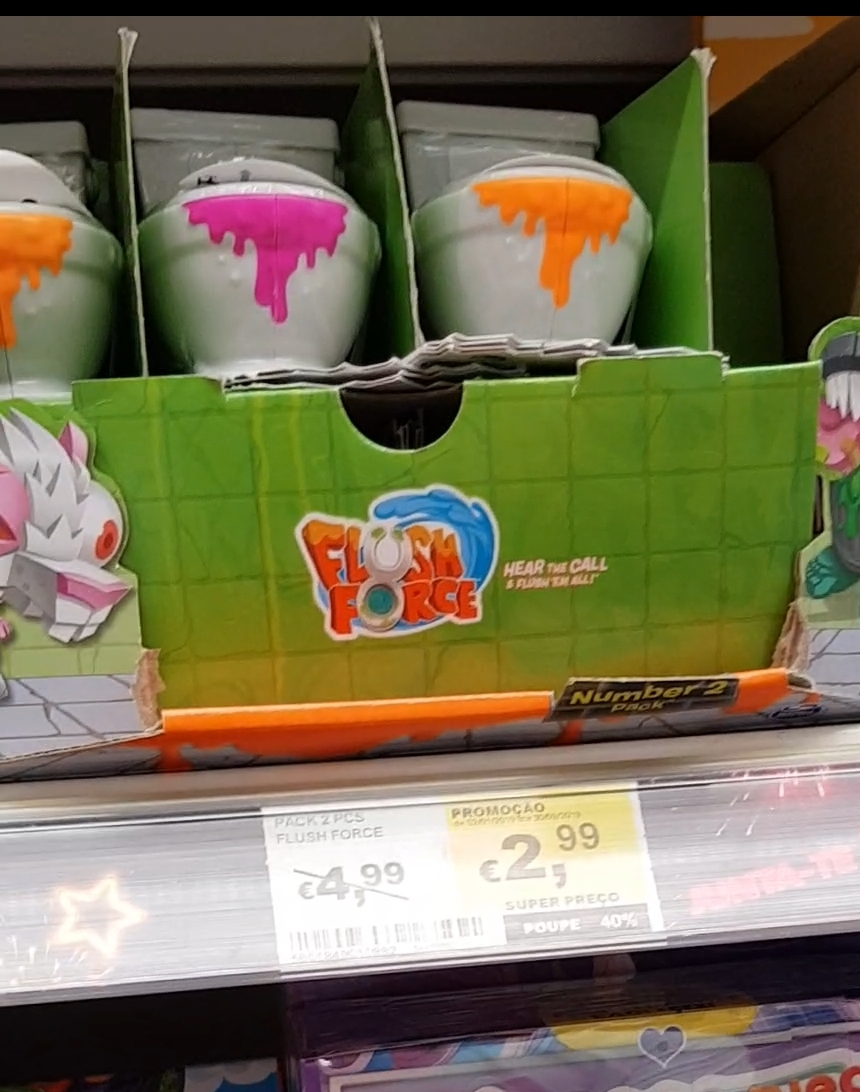 FLUSH
FORCE
HEAR THE CALL
& FLUSH 'EM ALL!
Number 2
Pack
PACK 2 PCS
FLUSH FORCE
€4,99
PROMOÇÃO
€2,99
SUPER PREÇO
POUPE 40%